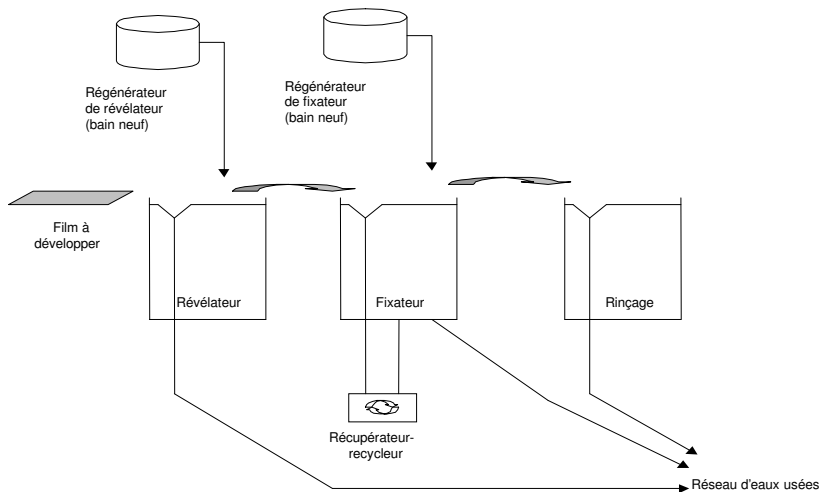 Régénérateur
de révélateur
(bain neuf)
Régénérateur
de fixateur
(bain neuf)
Film à
développer
Révélateur
Fixateur
Rinçage
Récupérateur-
recycleur
Réseau d'eaux usées